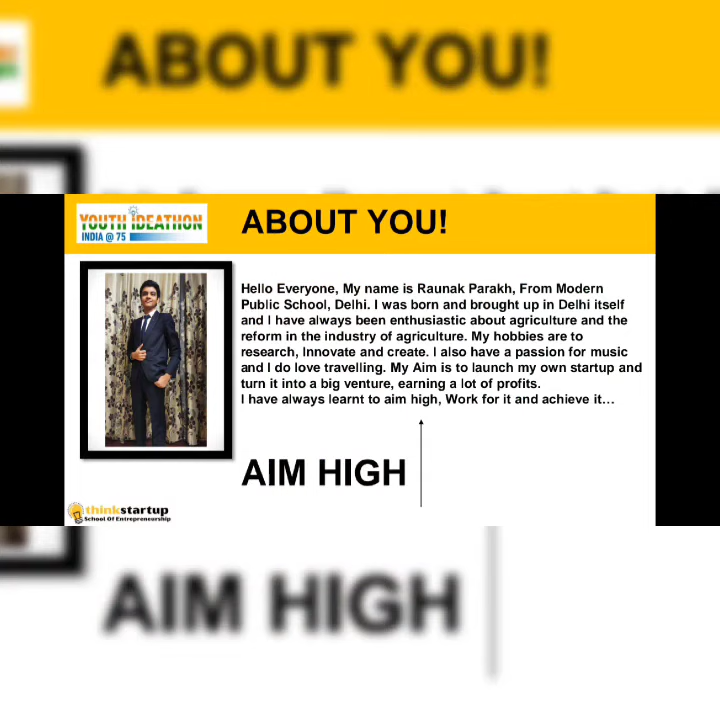 ABOUT YOU!
YOUTH IDEATHON
INDIA @ 75
ABOUT YOU!
Hello Everyone, My name is Raunak Parakh, From Modern
Public School, Delhi. I was born and brought up in Delhi itself
and I have always been enthusiastic about agriculture and the
reform in the industry of agriculture. My hobbies are to
research, Innovate and create. I also have a passion for music
and I do love travelling. My Aim is to launch my own startup and
turn it into a big venture, earning a lot of profits.
I have always learnt to aim high, Work for it and achieve it...
AIM HIGH
thinkstartup
School Of Entrepreneurship
AIM HIGH